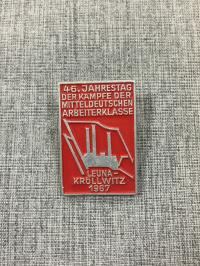 46. JAHRESTAG
DER KÄMPFE DER
MITTELDEUTSCHEN
ARBEITERKLASSE
LEUNA-
KRÖLLWITZ
1967